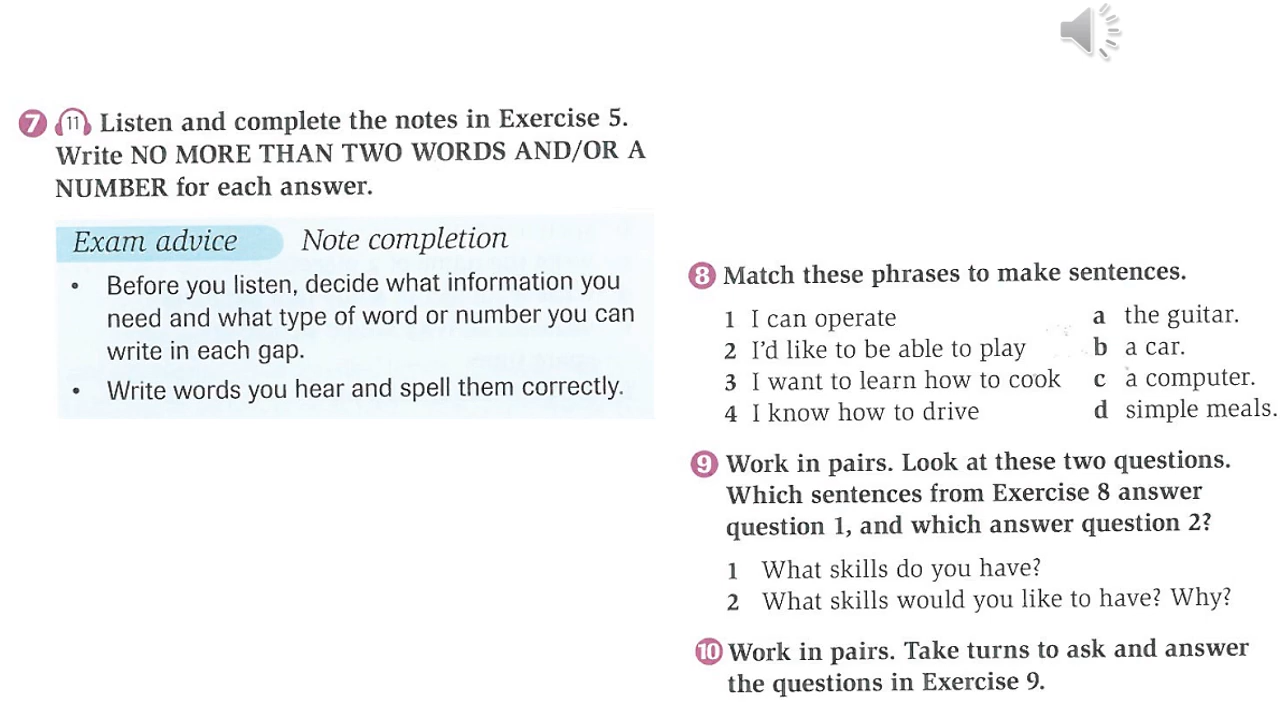 7 11 Listen and complete the notes in Exercise 5.
Write NO MORE THAN TWO WORDS AND/OR A
NUMBER for each answer.
Exam advice Note completion
• Before you listen, decide what information you
need and what type of word or number you can
write in each gap.
• Write words you hear and spell them correctly.
8 Match these phrases to make sentences.
1 I can operate a the guitar.
2 I'd like to be able to play b a car.
3 I want to learn how to cook c a computer.
4 I know how to drive d simple meals.
9 Work in pairs. Look at these two questions.
Which sentences from Exercise 8 answer
question 1, and which answer question 2?
1 What skills do you have?
2 What skills would you like to have? Why?
10 Work in pairs. Take turns to ask and answer
the questions in Exercise 9.